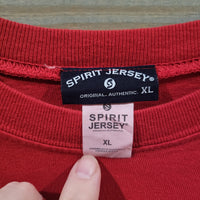 SPIRIT JERSEY®
S
ORIGINAL. AUTHENTIC.
XL
S
SPIRIT
JERSEY®
XL